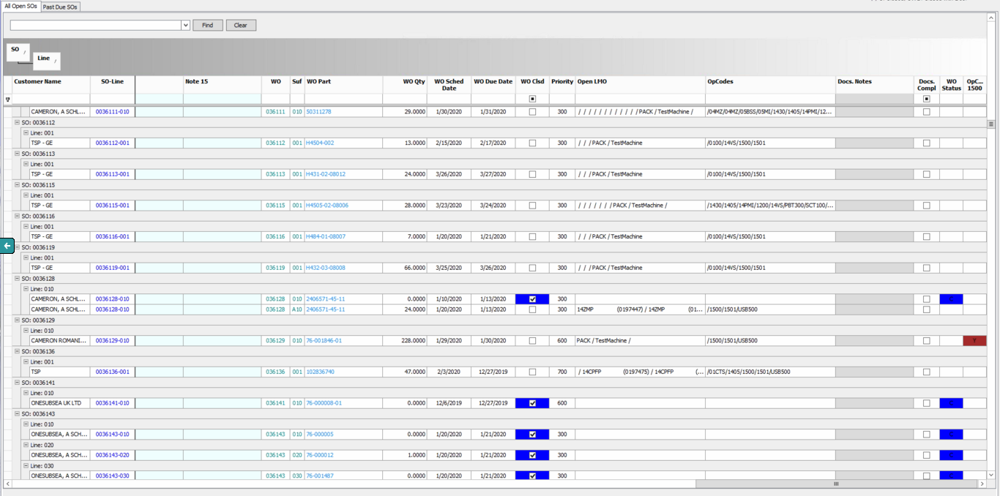 All Open SOs Past Due SOs
Find Clear
SO /
Line /
Customer Name SO-Line Note 15 WO Suf WO Part WO Qty WO Sched Date WO Due Date WO Clsd Priority Open LMO OpCodes Docs. Notes Docs. Compl WO Status OpC... 1500
CAMERON, A SCHL... 0036111-010 036111 010 50311278 29.0000 1/30/2020 1/31/2020 300 / / / / / / / / / / / / PACK / TestMachine / /04MZ/04MZ/05BSS/05MI/1430/1405/14PMI/12...
SO: 0036112
Line: 001
TSP - GE 0036112-001 036112 001 H4504-002 13.0000 2/15/2020 2/17/2020 300 / / / PACK / TestMachine /0100/14VS/1500/1501
SO: 0036113
Line: 001
TSP - GE 0036113-001 036113 001 H431-02-08012 24.0000 3/26/2020 3/27/2020 300 / / / PACK / TestMachine /0100/14VS/1500/1501
SO: 0036115
Line: 001
TSP - GE 0036115-001 036115 001 H4505-02-08006 28.0000 3/23/2020 3/24/2020 300 / / / / / / / PACK / TestMachine / /1430/1405/14PMI/1200/14VS/PBT300/SCT100/...
SO: 0036116
Line: 001
TSP - GE 0036116-001 036116 001 H484-01-08007 7.0000 1/20/2020 1/21/2020 300 / / / PACK / TestMachine /0100/14VS/1500/1501
SO: 0036119
Line: 001
TSP - GE 0036119-001 036119 001 H432-03-08008 66.0000 3/25/2020 3/26/2020 300 / / / PACK / TestMachine /0100/14VS/1500/1501
SO: 0036128
Line: 010
CAMERON, A SCHL... 0036128-010 036128 010 2406571-45-11 0.0000 1/10/2020 1/13/2020 300 C
CAMERON, A SCHL... 0036128-010 036128 A10 2406571-45-11 24.0000 1/20/2020 1/13/2020 300 14ZMP (0197447) / 14ZMP (01... /1500/1501/USB500
SO: 0036129
Line: 010
CAMERON ROMANI... 0036129-010 036129 010 76-001846-01 228.0000 1/29/2020 1/30/2020 600 PACK / TestMachine / /1500/1501/USB500 Y
SO: 0036136
Line: 001
TSP 0036136-001 036136 001 102836740 47.0000 2/3/2020 12/27/2019 700 / 14CPFP (0197475) / 14CPFP (... /01CTS/1405/1500/1501/USB500
SO: 0036141
Line: 010
ONESUBSEA UK LTD 0036141-010 036141 010 76-000008-01 0.0000 12/6/2019 12/27/2019 600 C
SO: 0036143
Line: 010
ONESUBSEA, A SCH... 0036143-010 036143 010 76-000005 0.0000 1/20/2020 1/21/2020 300 C
Line: 020
ONESUBSEA, A SCH... 0036143-020 036143 020 76-000012 1.0000 1/20/2020 1/21/2020 300 C
Line: 030
ONESUBSEA, A SCH... 0036143-030 036143 030 76-001487 0.0000 1/20/2020 1/21/2020 300 C